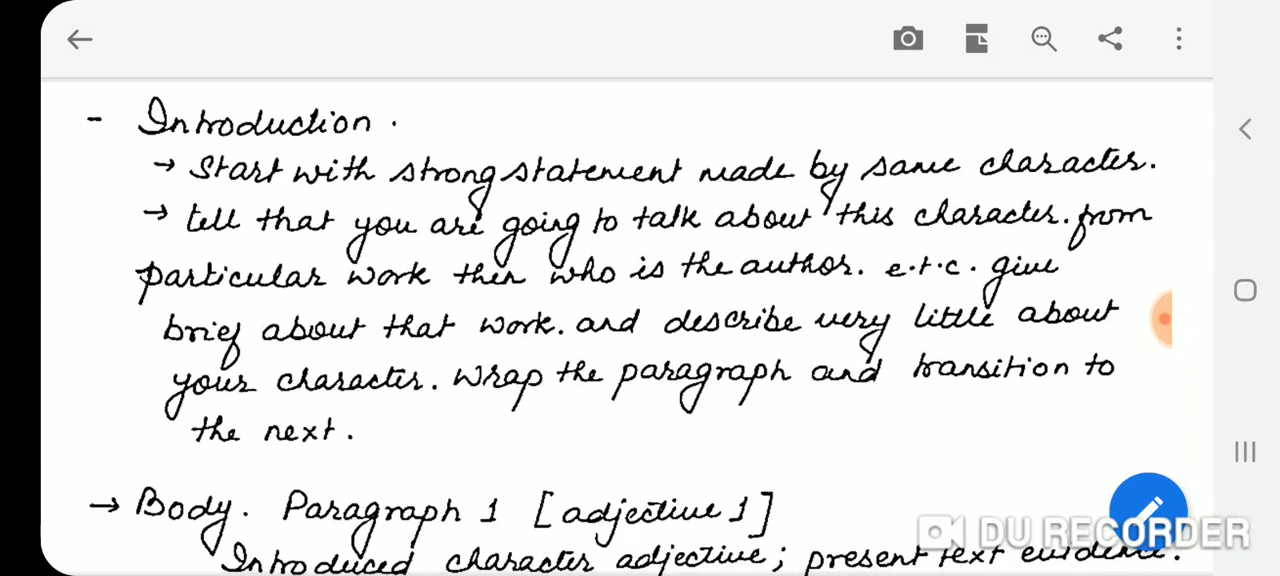 - Introduction.
→ Start with strong statement made by same character.
→ tell that you are going to talk about this character. from
particular work then who is the author. e.t.c. give
brief about that work. and describe very little about
your character. Wrap the paragraph and transition to
the next.
→ Body. Paragraph 1 [adjective 1]
Introduced character adjective; present text evidence.
DU RECORDER